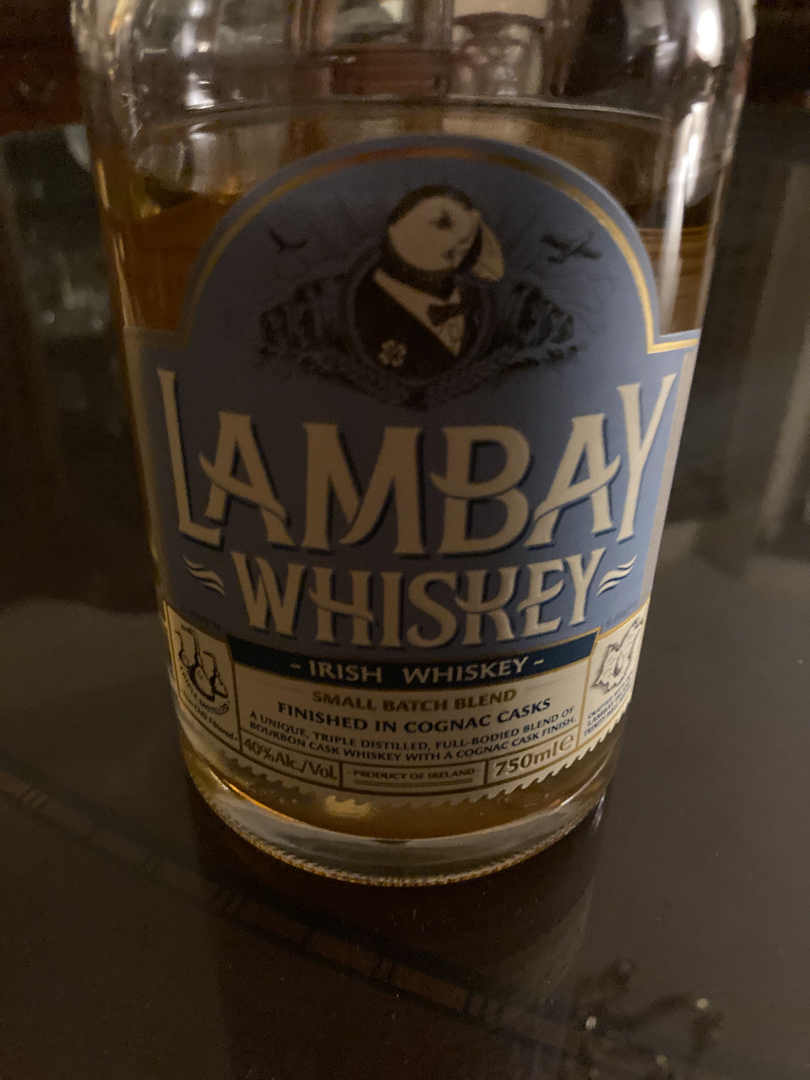 LAMBAY
WHISKEY
- IRISH WHISKEY -
SMALL BATCH BLEND
FINISHED IN COGNAC CASKS
A UNIQUE, TRIPLE DISTILLED, FULL-BODIED BLEND OF
BOURBON CASK WHISKEY WITH A COGNAC CASK FINISH.
40%Alc./Vol.
PRODUCT OF IRELAND
750ml e